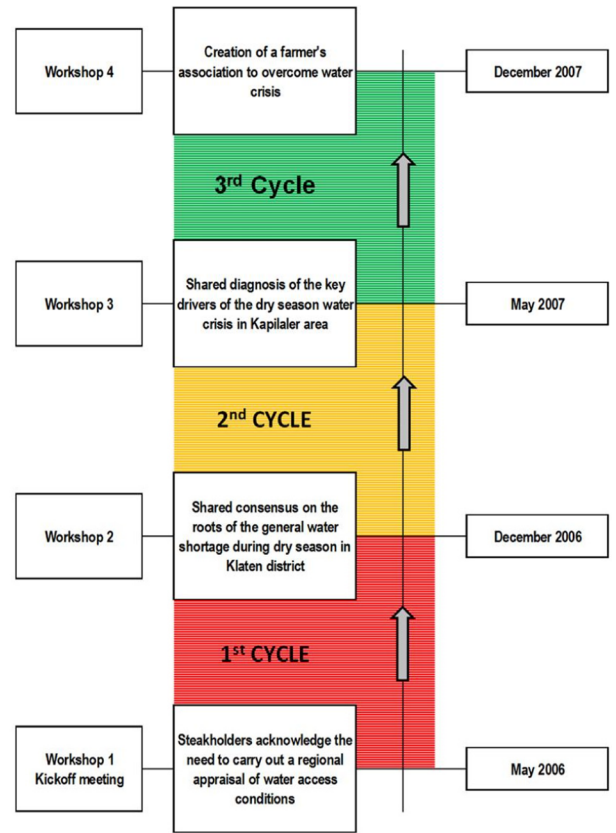 Workshop 4
Creation of a farmer's
association to overcome water
crisis
December 2007
3rd Cycle
Workshop 3
Shared diagnosis of the key
drivers of the dry season water
crisis in Kapilaler area
May 2007
2nd CYCLE
Workshop 2
Shared consensus on the
roots of the general water
shortage during dry season in
Klaten district
December 2006
1st CYCLE
Workshop 1
Kickoff meeting
Steakholders acknowledge the
need to carry out a regional
appraisal of water access
conditions
May 2006